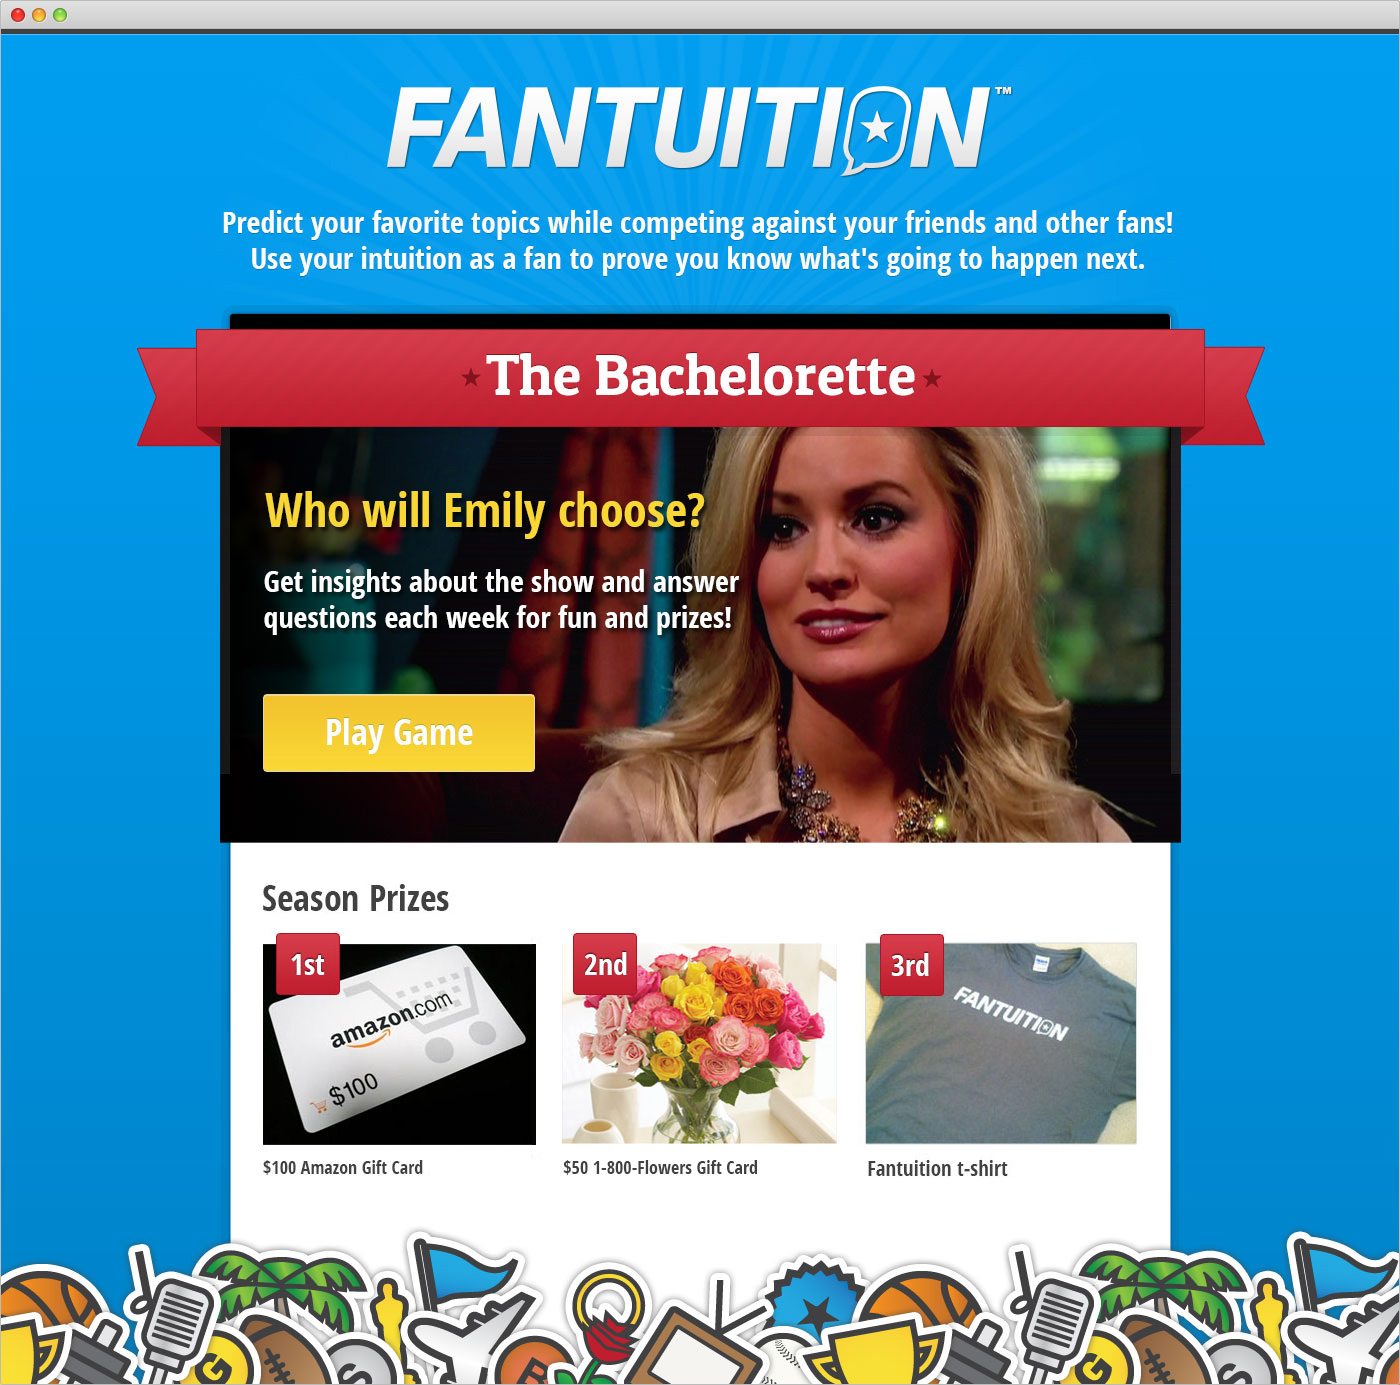 FANTUITION™
Predict your favorite topics while competing against your friends and other fans!
Use your intuition as a fan to prove you know what's going to happen next.
The Bachelorette
Who will Emily choose?
Get insights about the show and answer
questions each week for fun and prizes!
Play Game
Season Prizes
1st
amazon.com
$100
2nd
3rd
FANTUITION
$100 Amazon Gift Card
$50 1-800-Flowers Gift Card
Fantuition t-shirt
G
S
B
G
S